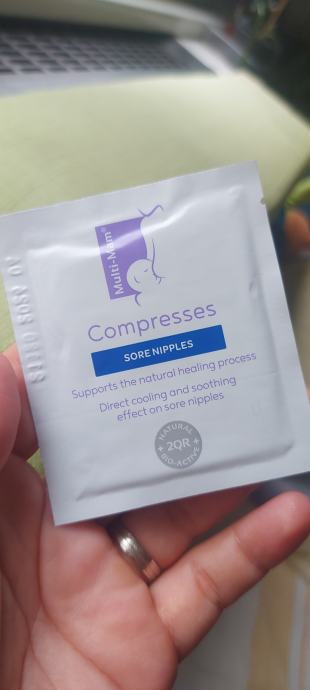 Multi-Mam®
Compresses
SORE NIPPLES
Supports the natural healing process
Direct cooling and soothing
effect on sore nipples
NATURAL
2QR
BIO-ACTIVE